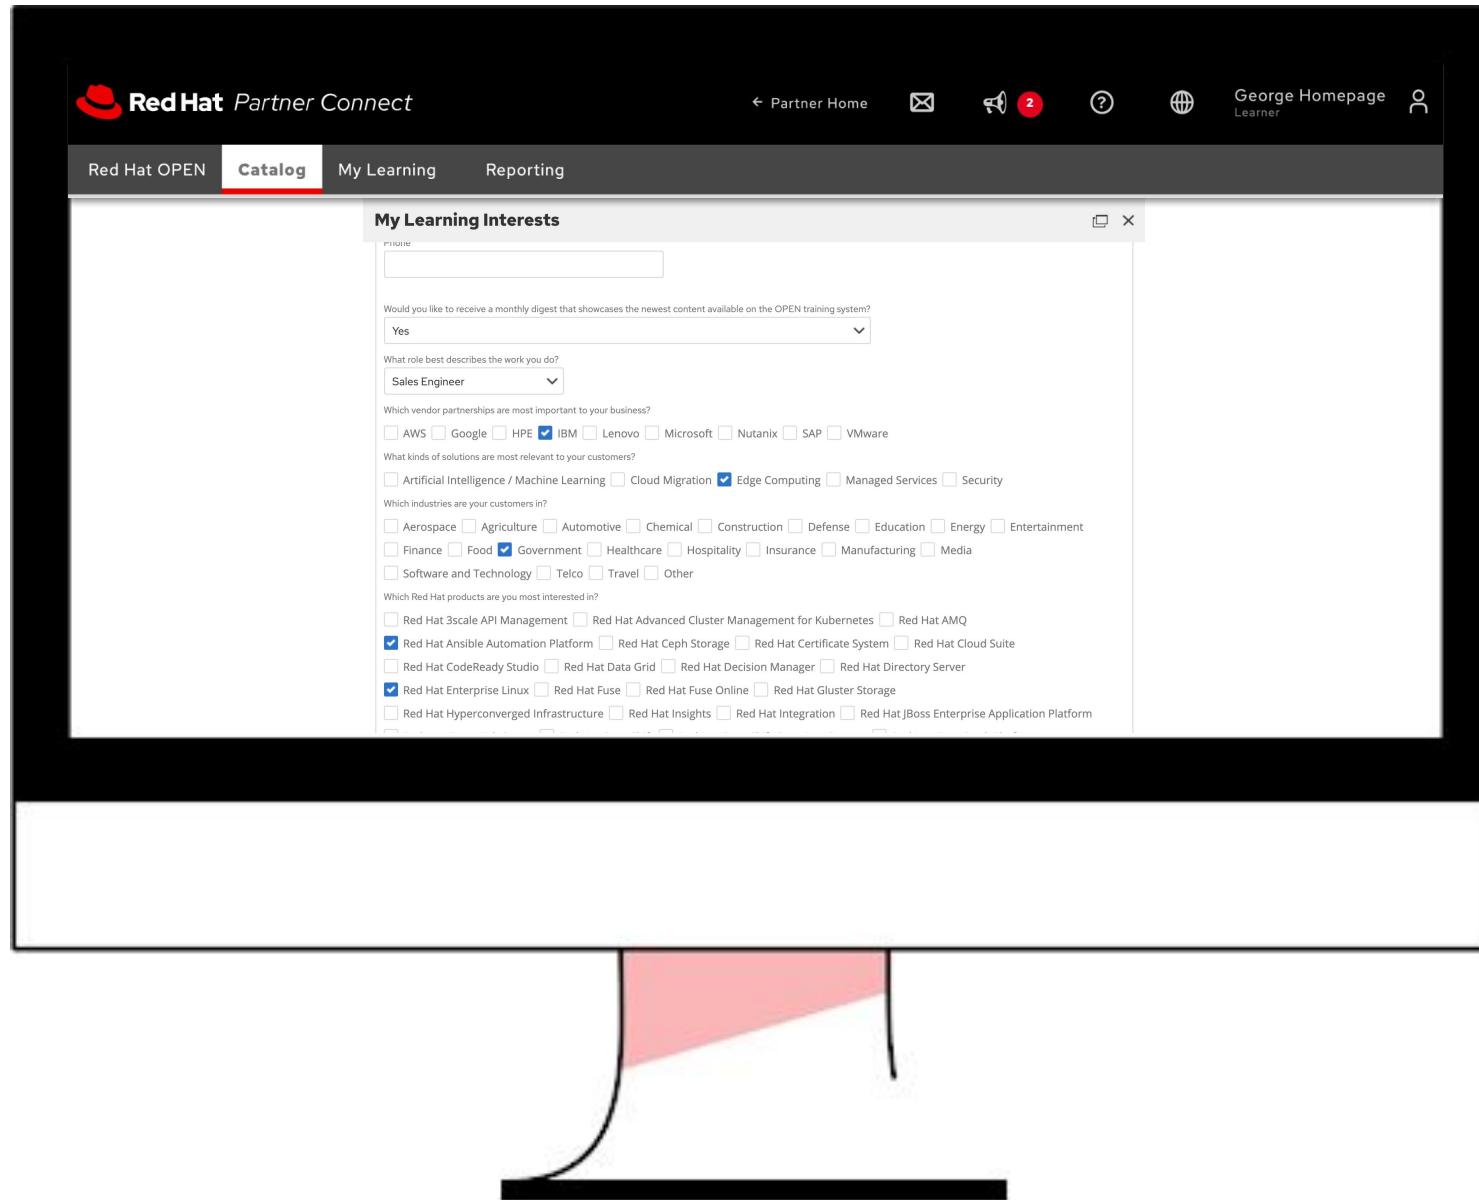 Red Hat Partner Connect
← Partner Home
2
?
George Homepage
Learner
Red Hat OPEN Catalog My Learning Reporting
My Learning Interests
Phone
Would you like to receive a monthly digest that showcases the newest content available on the OPEN training system?
Yes
What role best describes the work you do?
Sales Engineer
Which vendor partnerships are most important to your business?
AWS Google HPE IBM Lenovo Microsoft Nutanix SAP VMware
What kinds of solutions are most relevant to your customers?
Artificial Intelligence / Machine Learning Cloud Migration Edge Computing Managed Services Security
Which industries are your customers in?
Aerospace Agriculture Automotive Chemical Construction Defense Education Energy Entertainment
Finance Food Government Healthcare Hospitality Insurance Manufacturing Media
Software and Technology Telco Travel Other
Which Red Hat products are you most interested in?
Red Hat 3scale API Management Red Hat Advanced Cluster Management for Kubernetes Red Hat AMQ
Red Hat Ansible Automation Platform Red Hat Ceph Storage Red Hat Certificate System Red Hat Cloud Suite
Red Hat CodeReady Studio Red Hat Data Grid Red Hat Decision Manager Red Hat Directory Server
Red Hat Enterprise Linux Red Hat Fuse Red Hat Fuse Online Red Hat Gluster Storage
Red Hat Hyperconverged Infrastructure Red Hat Insights Red Hat Integration Red Hat JBoss Enterprise Application Platform